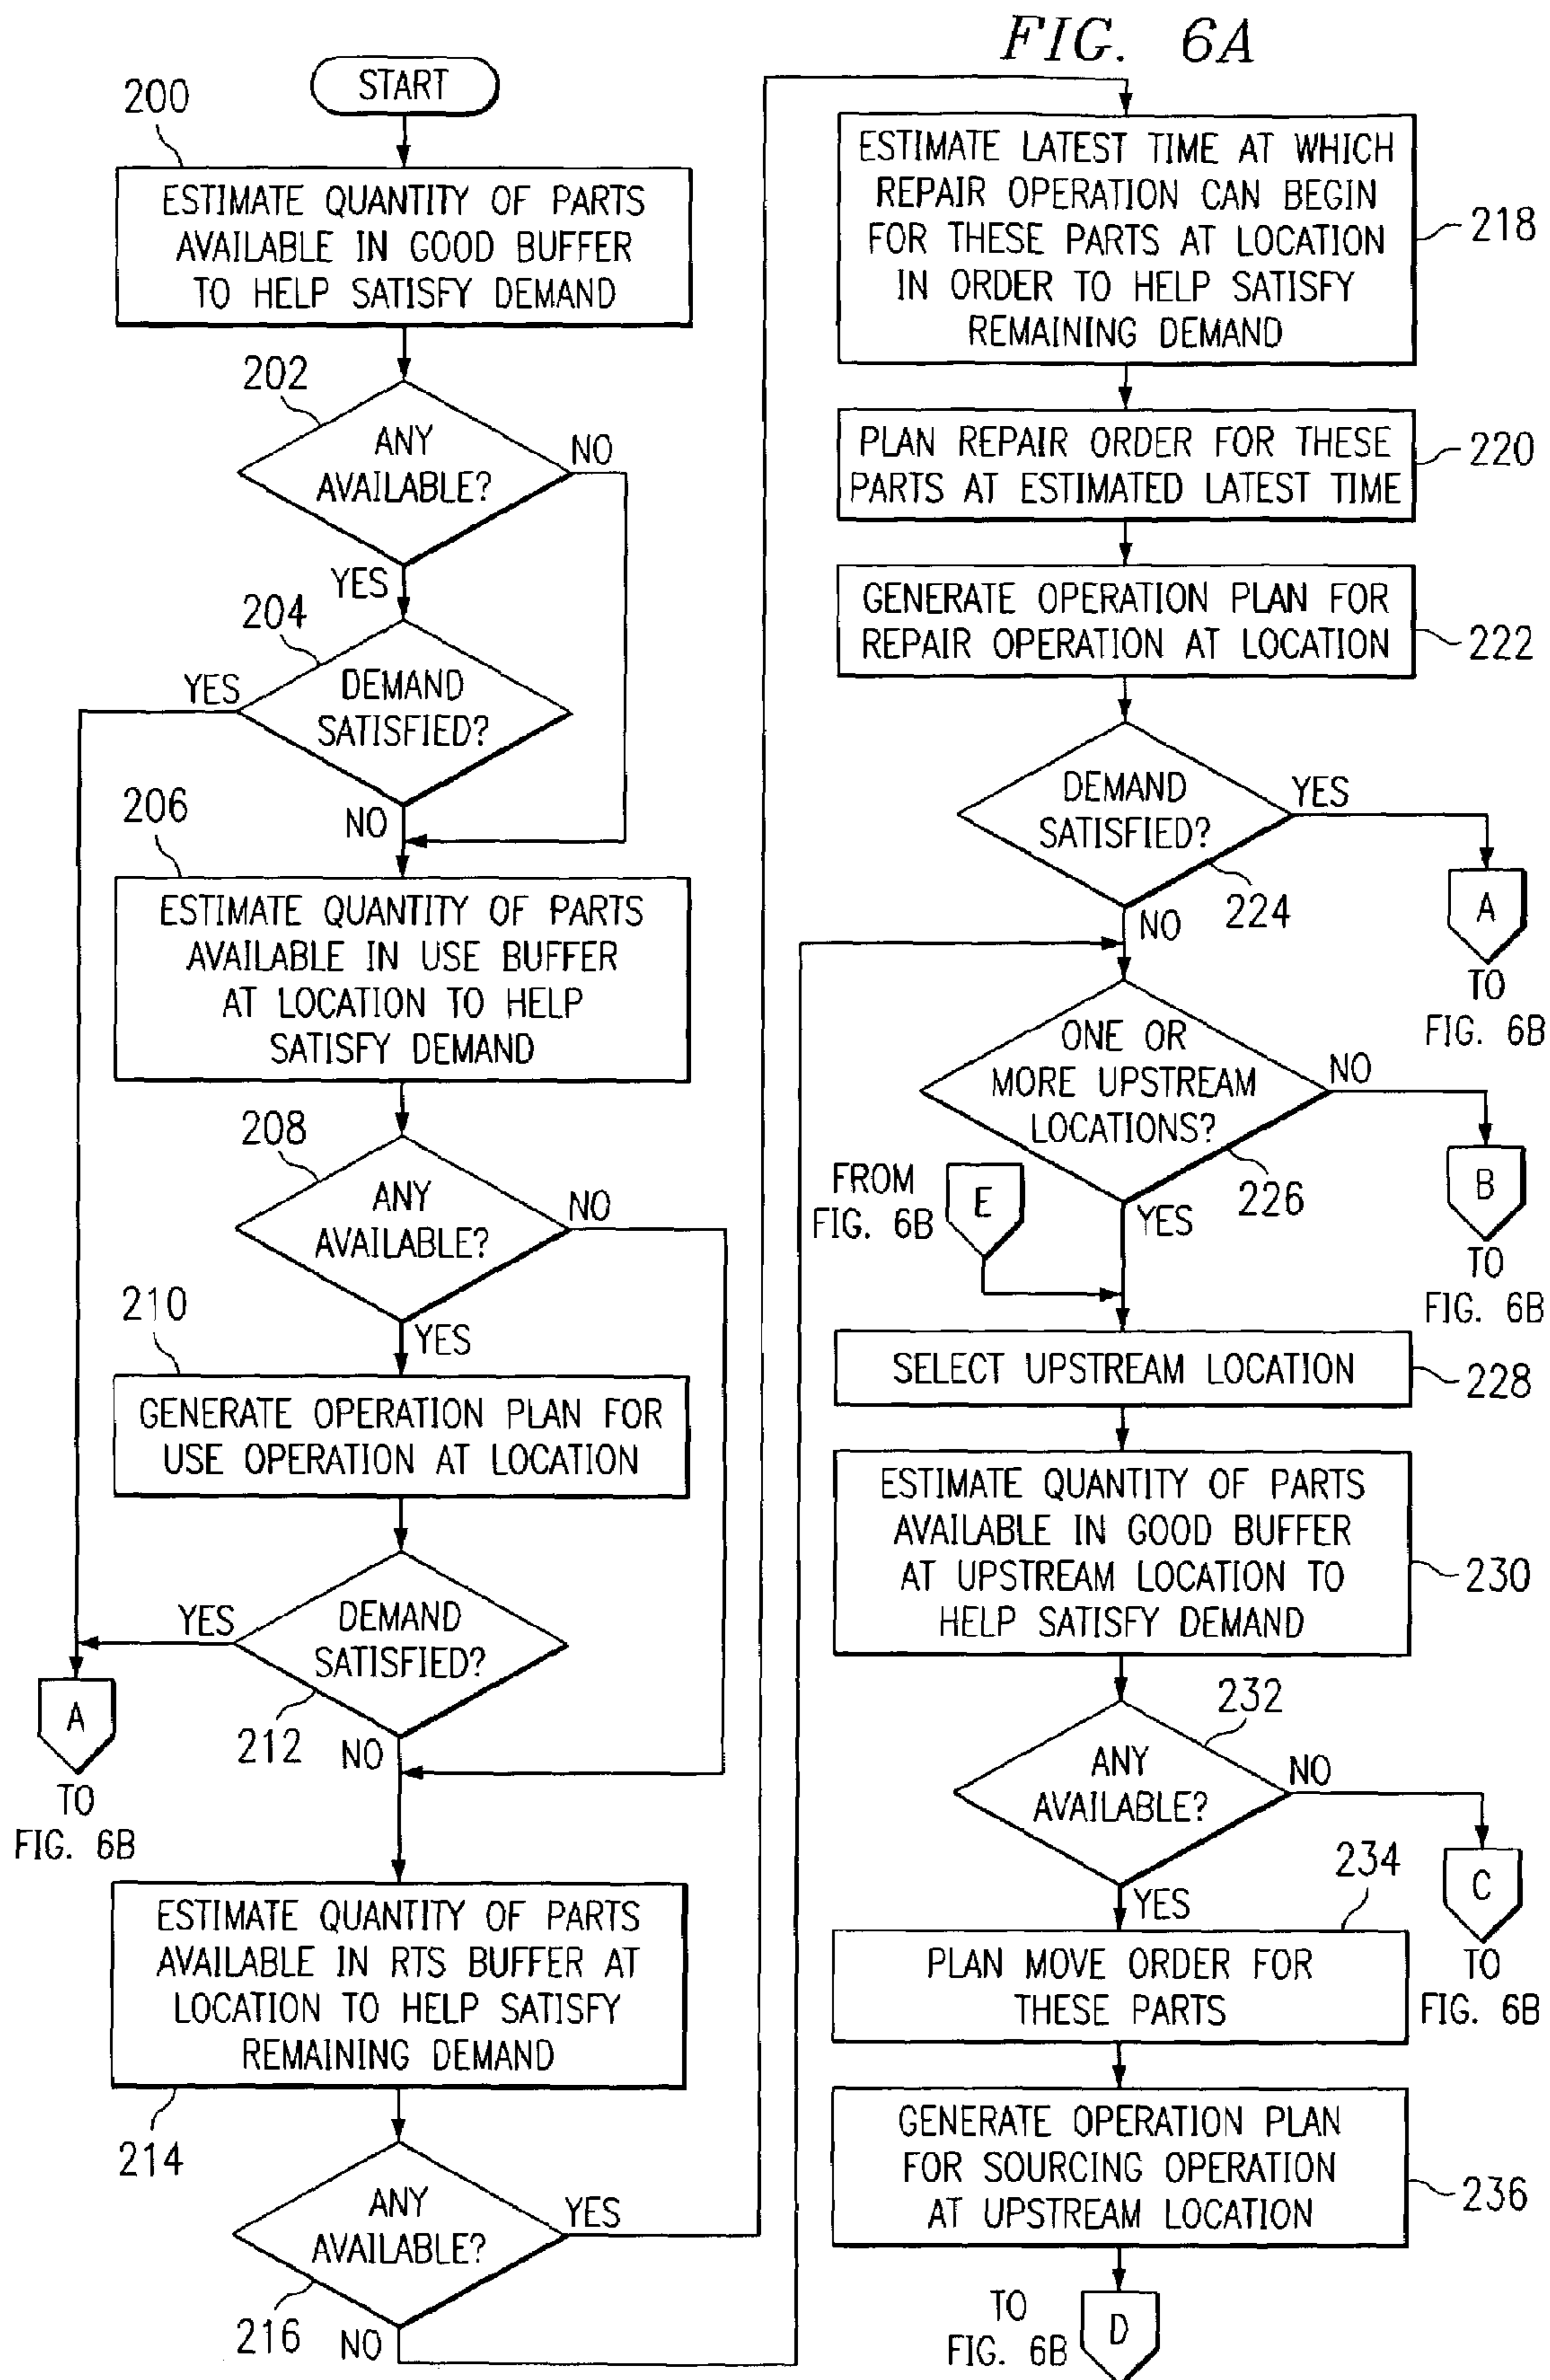 FIG. 6A
START
200
ESTIMATE QUANTITY OF PARTS
AVAILABLE IN GOOD BUFFER
TO HELP SATISFY DEMAND
202
ANY
AVAILABLE?
NO
YES
204
DEMAND
SATISFIED?
YES
NO
206
ESTIMATE QUANTITY OF PARTS
AVAILABLE IN USE BUFFER
AT LOCATION TO HELP
SATISFY DEMAND
208
ANY
AVAILABLE?
NO
YES
210
GENERATE OPERATION PLAN FOR
USE OPERATION AT LOCATION
YES
DEMAND
SATISFIED?
212
NO
A
TO
FIG. 6B
ESTIMATE QUANTITY OF PARTS
AVAILABLE IN RTS BUFFER AT
LOCATION TO HELP SATISFY
REMAINING DEMAND
214
ANY
AVAILABLE?
YES
216
NO
ESTIMATE LATEST TIME AT WHICH
REPAIR OPERATION CAN BEGIN
FOR THESE PARTS AT LOCATION
IN ORDER TO HELP SATISFY
REMAINING DEMAND
218
PLAN REPAIR ORDER FOR THESE
PARTS AT ESTIMATED LATEST TIME
220
GENERATE OPERATION PLAN FOR
REPAIR OPERATION AT LOCATION
222
DEMAND
SATISFIED?
YES
224
NO
A
TO
FIG. 6B
ONE OR
MORE UPSTREAM
LOCATIONS?
NO
226
YES
B
TO
FIG. 6B
FROM
FIG. 6B
E
SELECT UPSTREAM LOCATION
228
ESTIMATE QUANTITY OF PARTS
AVAILABLE IN GOOD BUFFER
AT UPSTREAM LOCATION TO
HELP SATISFY DEMAND
230
232
ANY
AVAILABLE?
NO
YES
C
TO
FIG. 6B
234
PLAN MOVE ORDER FOR
THESE PARTS
GENERATE OPERATION PLAN
FOR SOURCING OPERATION
AT UPSTREAM LOCATION
236
TO
FIG. 6B
D